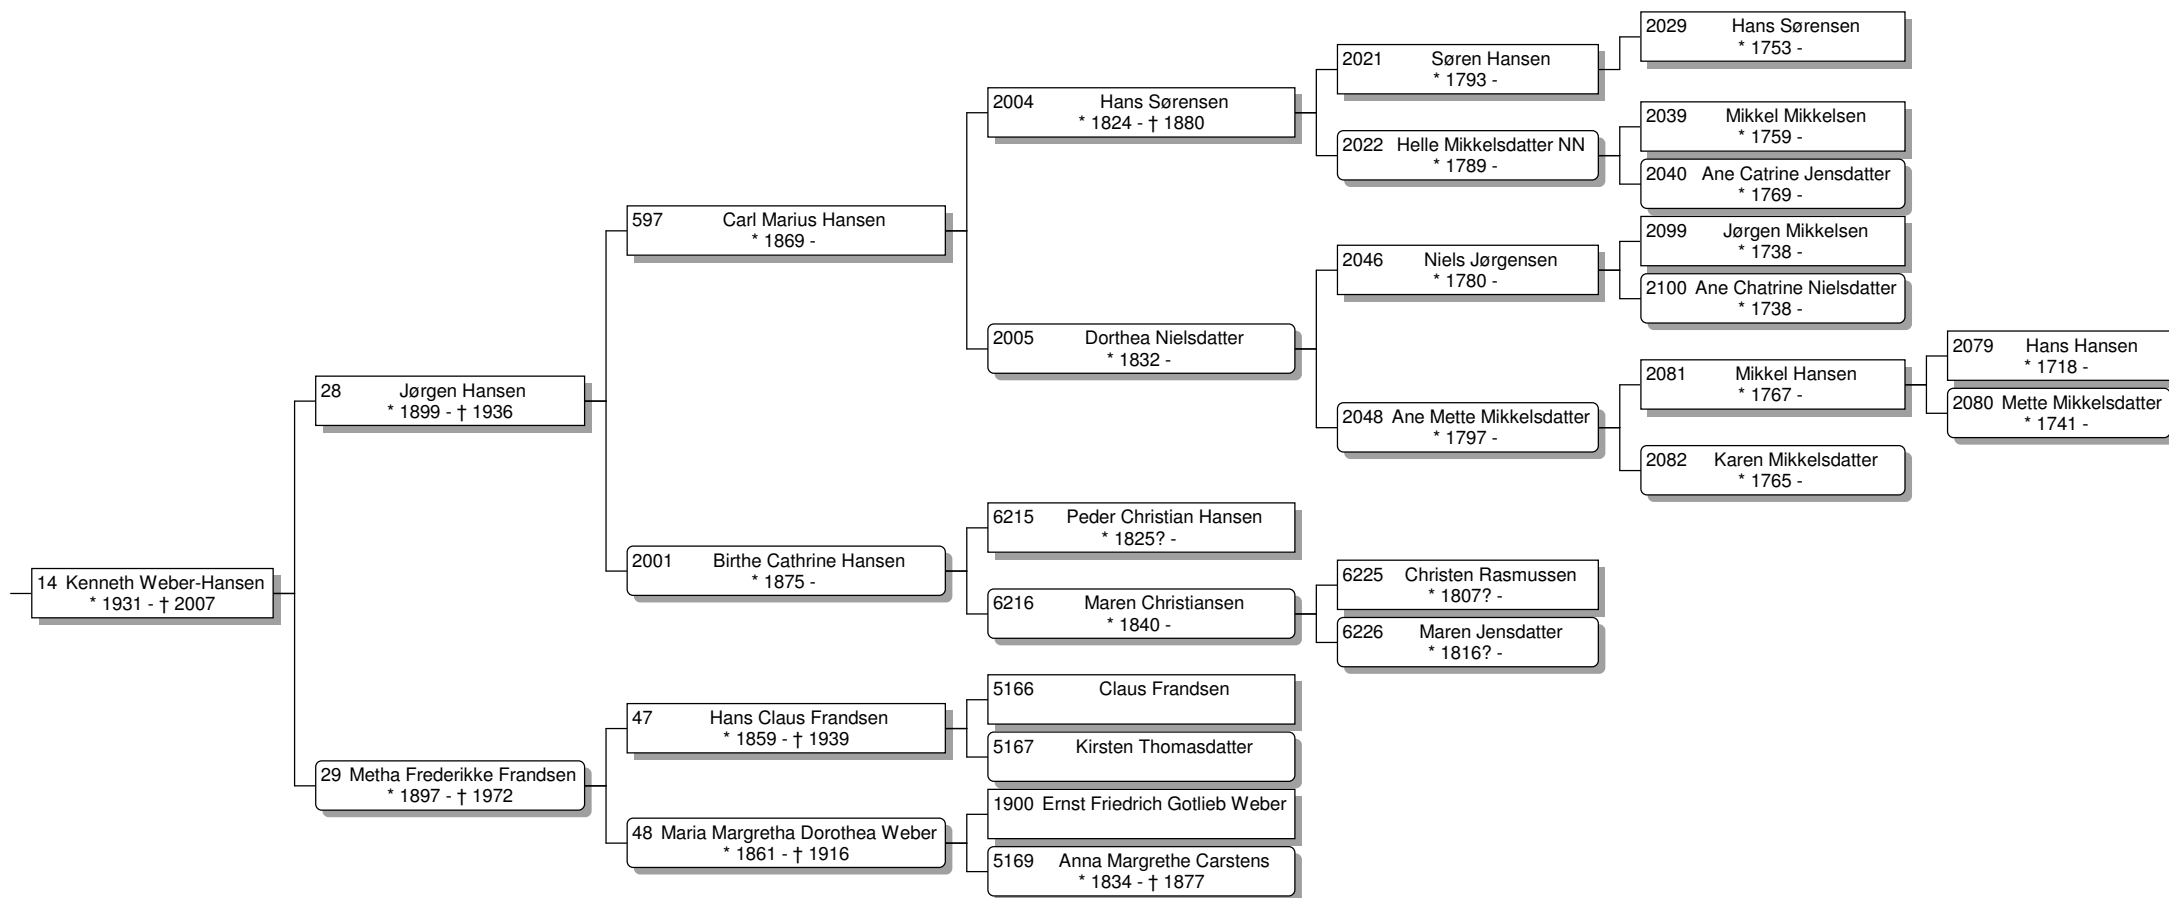 2029 Hans Sørensen
* 1753 -
2021 Søren Hansen
* 1793 -
2004 Hans Sørensen
* 1824 - † 1880
2039 Mikkel Mikkelsen
* 1759 -
2022 Helle Mikkelsdatter NN
* 1789 -
2040 Ane Catrine Jensdatter
* 1769 -
597 Carl Marius Hansen
* 1869 -
2099 Jørgen Mikkelsen
* 1738 -
2046 Niels Jørgensen
* 1780 -
2100 Ane Chatrine Nielsdatter
* 1738 -
2005 Dorthea Nielsdatter
* 1832 -
2079 Hans Hansen
* 1718 -
2081 Mikkel Hansen
* 1767 -
2080 Mette Mikkelsdatter
* 1741 -
28 Jørgen Hansen
* 1899 - † 1936
2048 Ane Mette Mikkelsdatter
* 1797 -
2082 Karen Mikkelsdatter
* 1765 -
6215 Peder Christian Hansen
* 1825? -
2001 Birthe Cathrine Hansen
* 1875 -
6225 Christen Rasmussen
* 1807? -
14 Kenneth Weber-Hansen
* 1931 - † 2007
6216 Maren Christiansen
* 1840 -
6226 Maren Jensdatter
* 1816? -
5166 Claus Frandsen
47 Hans Claus Frandsen
* 1859 - † 1939
5167 Kirsten Thomasdatter
29 Metha Frederikke Frandsen
* 1897 - † 1972
1900 Ernst Friedrich Gotlieb Weber
48 Maria Margretha Dorothea Weber
* 1861 - † 1916
5169 Anna Margrethe Carstens
* 1834 - † 1877